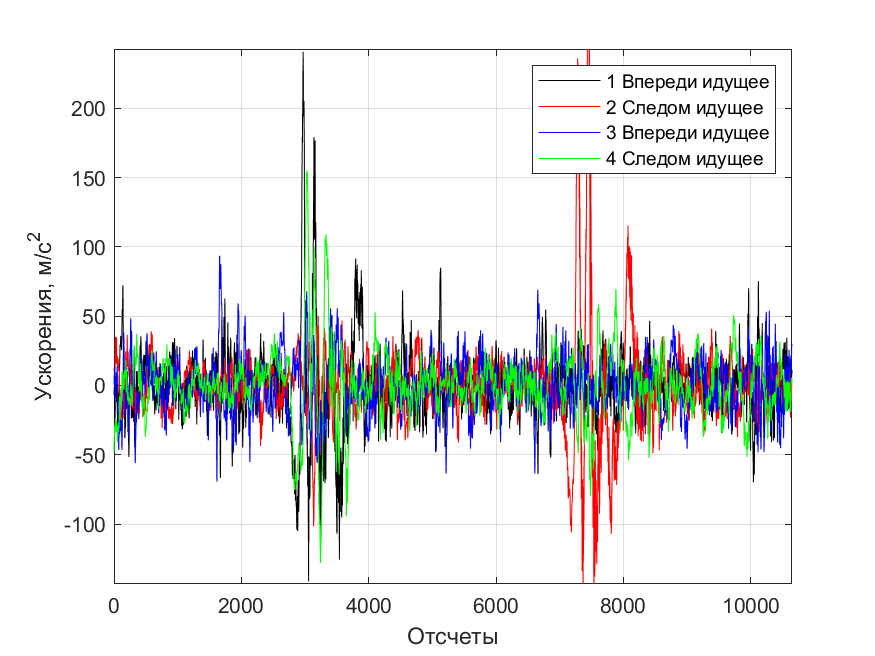 200
150
100
50
0
-50
-100
0
2000
4000
6000
8000
10000
Ускорения, м/с²
Отсчеты
1 Впереди идущее
2 Следом идущее
3 Впереди идущее
4 Следом идущее